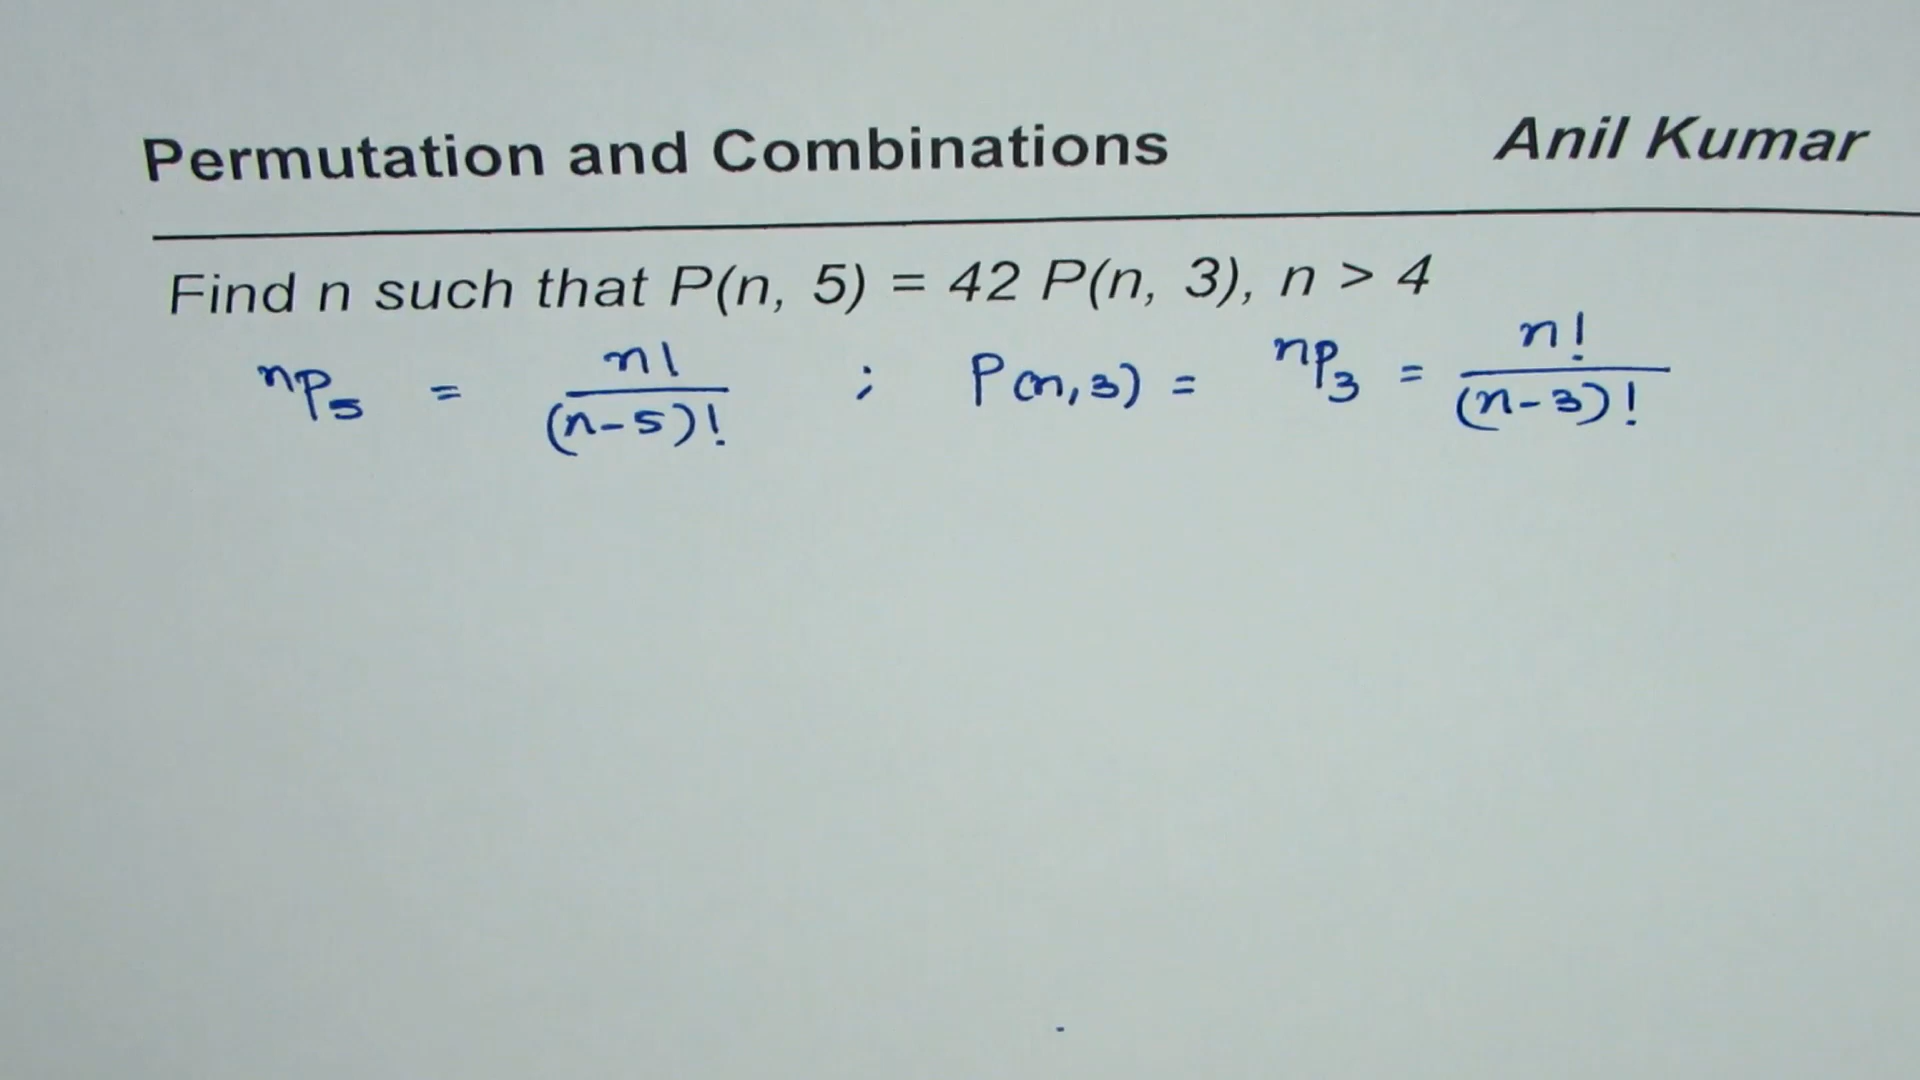 Permutation and Combinations Anil Kumar
Find n such that P(n, 5) = 42 P(n, 3), n > 4
nP₅ = n!/(n-5)! ; P(n,3) = nP₃ = n!/(n-3)!